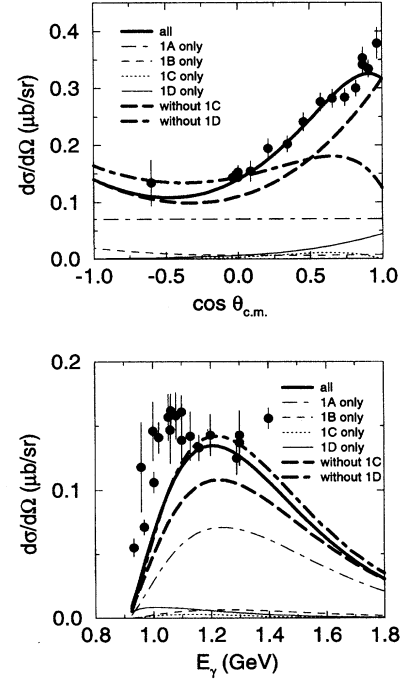 0.4
0.3
0.2
0.1
0.0
dσ/dΩ (μb/sr)
all
1A only
1B only
1C only
1D only
without 1C
without 1D
-1.0 -0.5 0.0 0.5 1.0
cos θc.m.
0.2
0.1
0.0
dσ/dΩ (μb/sr)
all
1A only
1B only
1C only
1D only
without 1C
without 1D
0.8 1.0 1.2 1.4 1.6 1.8
Eγ (GeV)